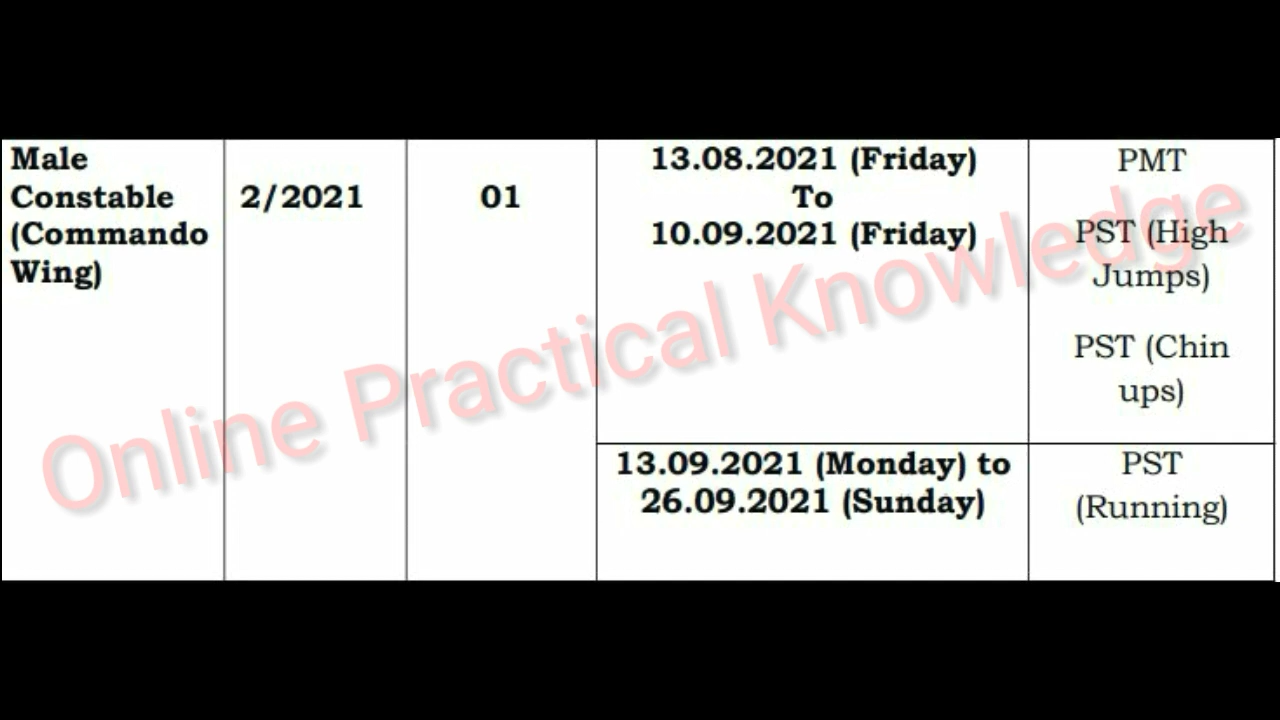 Male
Constable
(Commando
Wing)
2/2021
01
13.08.2021 (Friday)
To
10.09.2021 (Friday)
PMT
PST (High
Jumps)
PST (Chin
ups)
13.09.2021 (Monday) to
26.09.2021 (Sunday)
PST
(Running)
Online Practical Knowledge